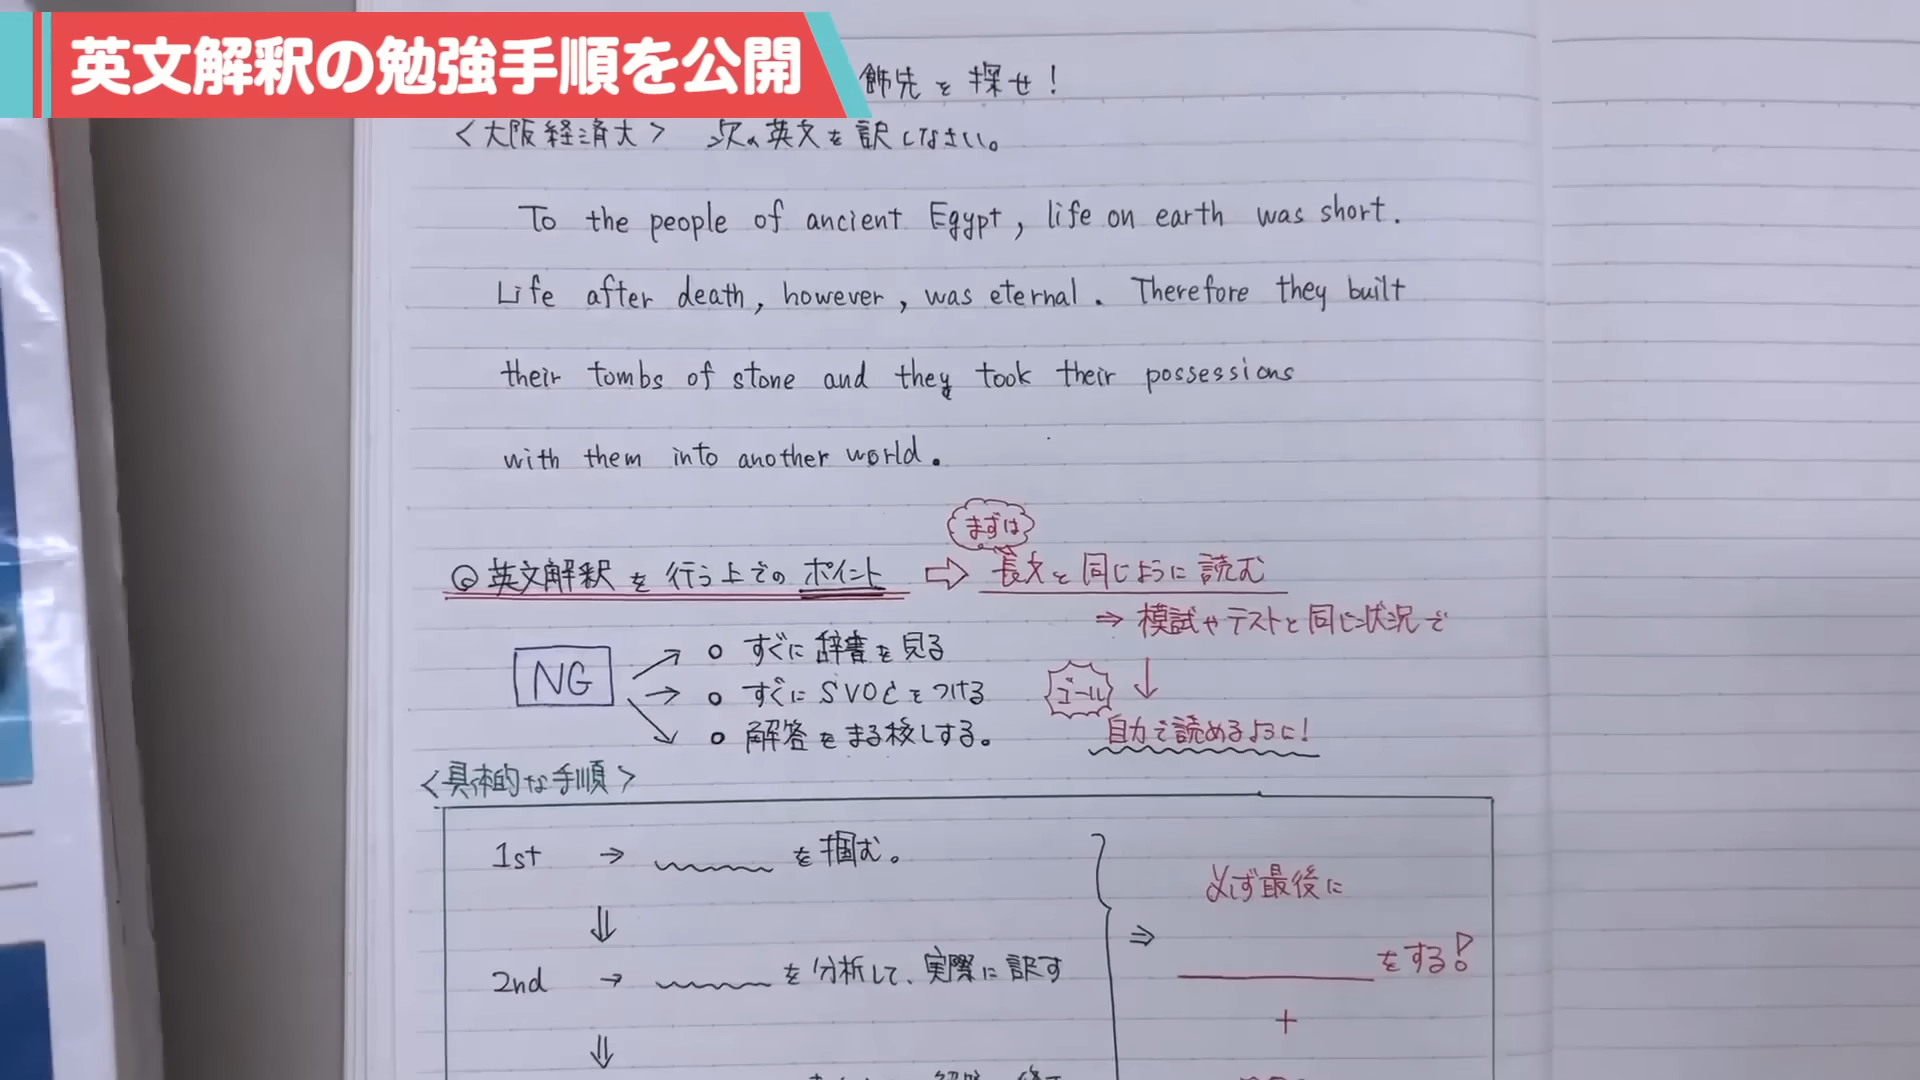 英文解釈の勉強手順を公開
飾先を探せ!
<大阪経済大> 次の英文を訳しなさい。
To the people of ancient Egypt, life on earth was short.
Life after death, however, was eternal. Therefore they built
their tombs of stone and they took their possessions
with them into another world.
まずは
◎英文解釈を行う上でのポイント ⇨ 長文と同じように読む
⇒ 模試やテストと同じ状況で
NG → ○ すぐに辞書を見る
→ ○ すぐにSVOCをつける
→ ○ 解答をまる移しする。
ゴール ↓
自力で読めるように!
<具体的な手順>
1st → を掴む。
⇓
2nd → を分析して、実際に訳す
⇓
⇒ 必ず最後に
をする!
+